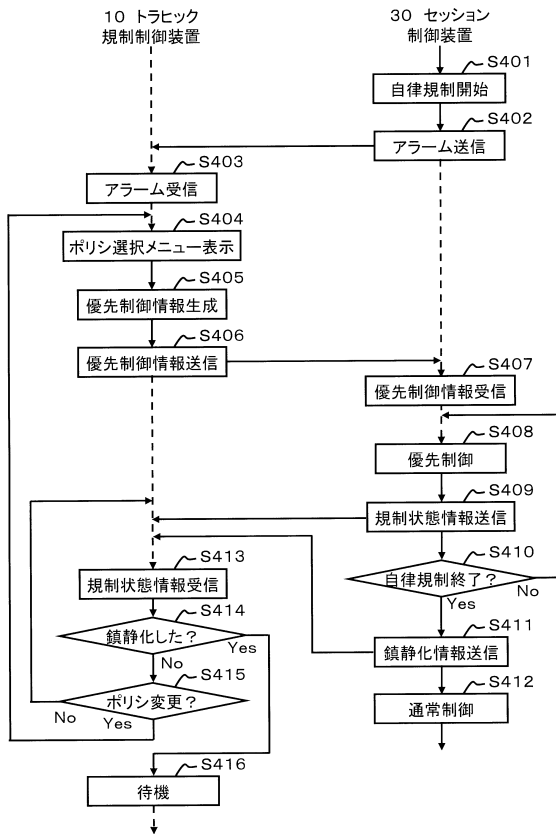 10 トラヒック
規制制御装置
30 セッション
制御装置
S401
自律規制開始
S402
アラーム送信
S403
アラーム受信
S404
ポリシ選択メニュー表示
S405
優先制御情報生成
S406
優先制御情報送信
S407
優先制御情報受信
S408
優先制御
S409
規制状態情報送信
S410
自律規制終了？
No
Yes
S411
鎮静化情報送信
S412
通常制御
S413
規制状態情報受信
S414
鎮静化した？
Yes
No
S415
ポリシ変更？
No
Yes
S416
待機